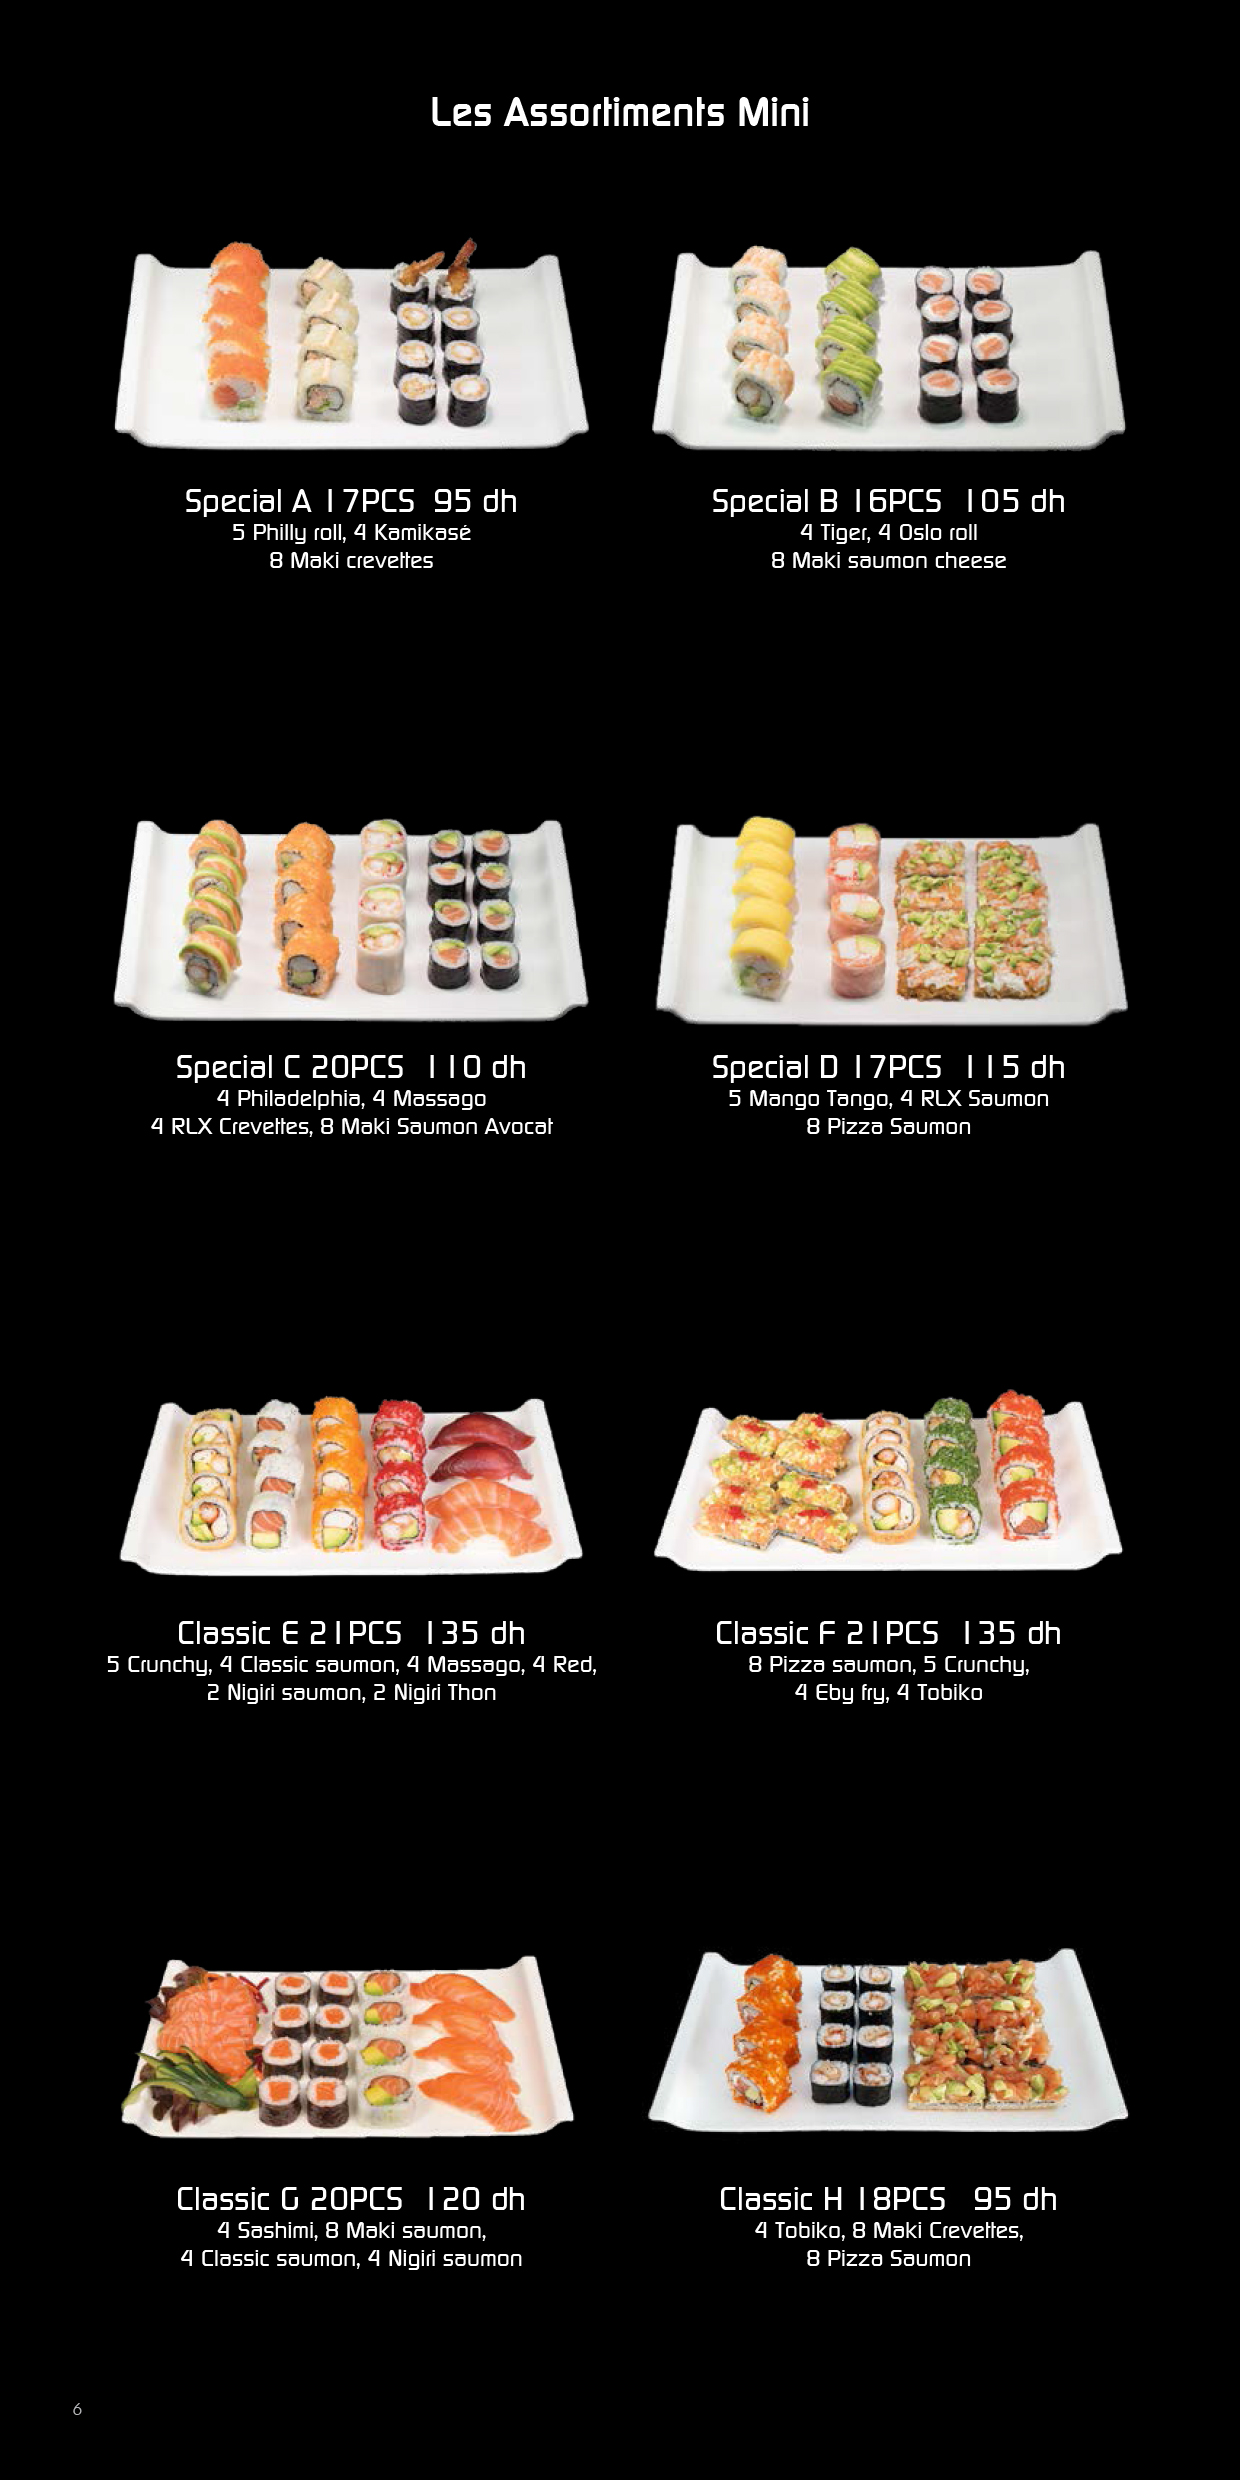 Les Assortiments Mini
Special A 17PCS 95 dh
5 Philly roll, 4 Kamikasé
8 Maki crevettes
Special B 16PCS 105 dh
4 Tiger, 4 Oslo roll
8 Maki saumon cheese
Special C 20PCS 110 dh
4 Philadelphia, 4 Massago
4 RLX Crevettes, 8 Maki Saumon Avocat
Special D 17PCS 115 dh
5 Mango Tango, 4 RLX Saumon
8 Pizza Saumon
Classic E 21PCS 135 dh
5 Crunchy, 4 Classic saumon, 4 Massago, 4 Red,
2 Nigiri saumon, 2 Nigiri Thon
Classic F 21PCS 135 dh
8 Pizza saumon, 5 Crunchy,
4 Eby fry, 4 Tobiko
Classic G 20PCS 120 dh
4 Sashimi, 8 Maki saumon,
4 Classic saumon, 4 Nigiri saumon
Classic H 18PCS 95 dh
4 Tobiko, 8 Maki Crevettes,
8 Pizza Saumon
6